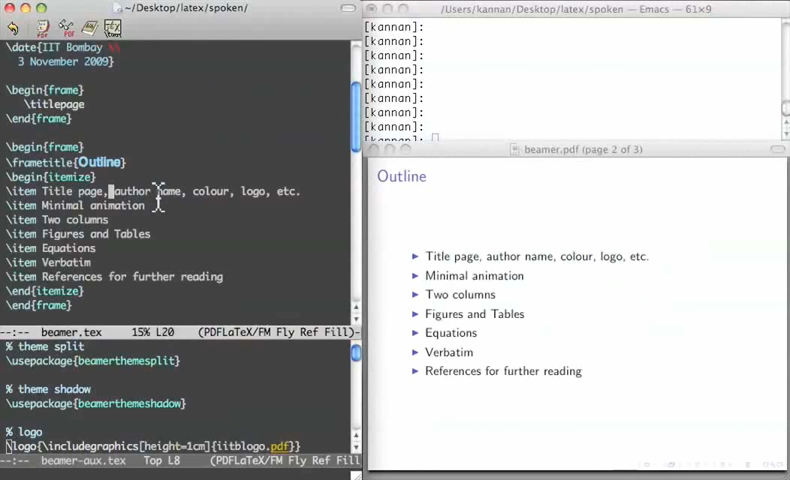 ~/Desktop/latex/spoken/
\date{IIT Bombay \\
3 November 2009}
\begin{frame}
\titlepage
\end{frame}
\begin{frame}
\frametitle{Outline}
\begin{itemize}
\item Title page, author name, colour, logo, etc.
\item Minimal animation
\item Two columns
\item Figures and Tables
\item Equations
\item Verbatim
\item References for further reading
\end{itemize}
\end{frame}
--:-- beamer.tex 15% L20 (PDFLaTeX/FM Fly Ref Fill)--
% theme split
\usepackage{beamerthemesplit}
% theme shadow
\usepackage{beamerthemeshadow}
% logo
\logo{\includegraphics[height=1cm]{iitblogo.pdf}}
--:-- beamer-aux.tex Top L8 (PDFLaTeX/FM Fly Ref Fill
/Users/kannan/Desktop/latex/spoken — Emacs — 61×9
[kannan]:
[kannan]:
[kannan]:
[kannan]:
[kannan]:
[kannan]:
[kannan]:
[kannan]:
beamer.pdf (page 2 of 3)
Outline
Title page, author name, colour, logo, etc.
Minimal animation
Two columns
Figures and Tables
Equations
Verbatim
References for further reading